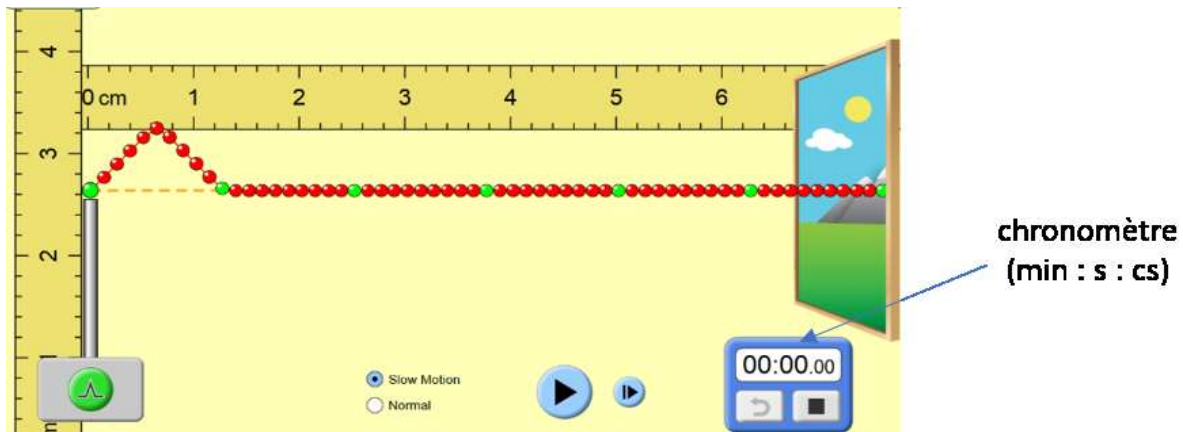 4
3
2
0 cm 1 2 3 4 5 6
chronomètre
(min : s : cs)
Slow Motion
Normal
00:00.00